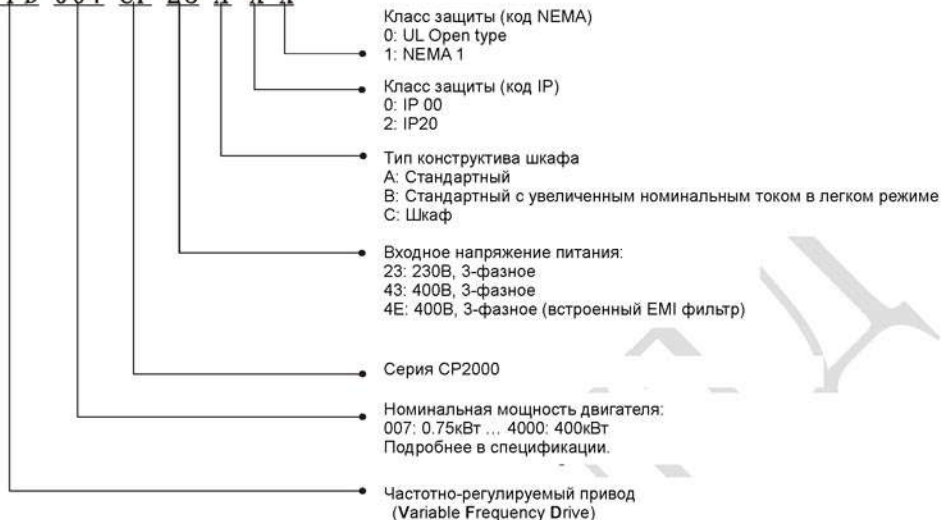 Класс защиты (код NEMA)
0: UL Open type
1: NEMA 1
Класс защиты (код IP)
0: IP 00
2: IP20
Тип конструктива шкафа
A: Стандартный
B: Стандартный с увеличенным номинальным током в легком режиме
C: Шкаф
Входное напряжение питания:
23: 230В, 3-фазное
43: 400В, 3-фазное
4E: 400В, 3-фазное (встроенный EMI фильтр)
Серия CP2000
Номинальная мощность двигателя:
007: 0.75кВт ... 4000: 400кВт
Подробнее в спецификации.
Частотно-регулируемый привод
(Variable Frequency Drive)